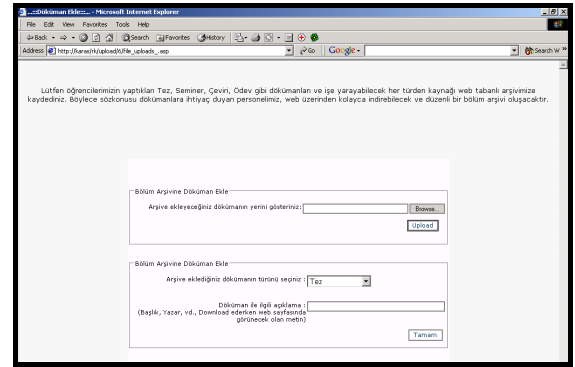 ...:::Döküman Ekle:::... - Microsoft Internet Explorer
File Edit View Favorites Tools Help
Back Search Favorites History
Address http://karas/rk/upload/6/file_uploads_.asp Go Google Search W
Lütfen öğrencilerimizin yaptıkları Tez, Seminer, Çeviri, Ödev gibi dökümanları ve işe yarayabilecek her türden kaynağı web tabanlı arşivimize
kaydediniz. Böylece sözkonusu dökümanlara ihtiyaç duyan personelimiz, web üzerinden kolayca indirebilecek ve düzenli bir bölüm arşivi oluşacaktır.
Bölüm Arşivine Döküman Ekle
Arşive ekleyeceğiniz dökümanın yerini gösteriniz: Browse...
Upload
Bölüm Arşivine Döküman Ekle
Arşive eklediğiniz dökümanın türünü seçiniz : Tez
Döküman ile ilgili açıklama :
(Başlık, Yazar, vd., Download ederken web sayfasında
görünecek olan metin)
Tamam